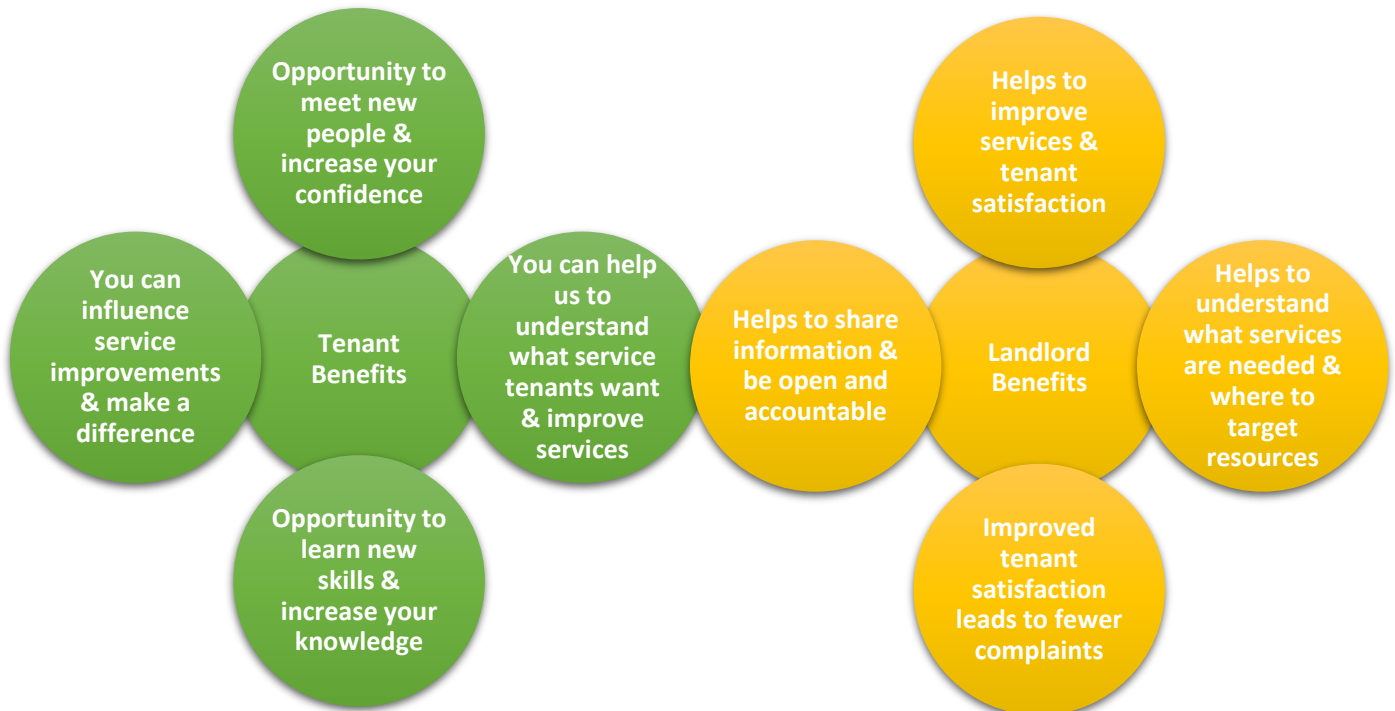 Opportunity to
meet new
people &
increase your
confidence
You can
influence
service
improvements
& make a
difference
Tenant
Benefits
You can help
us to
understand
what service
tenants want
& improve
services
Opportunity to
learn new
skills &
increase your
knowledge
Helps to
improve
services &
tenant
satisfaction
Helps to share
information &
be open and
accountable
Landlord
Benefits
Helps to
understand
what services
are needed &
where to
target
resources
Improved
tenant
satisfaction
leads to fewer
complaints